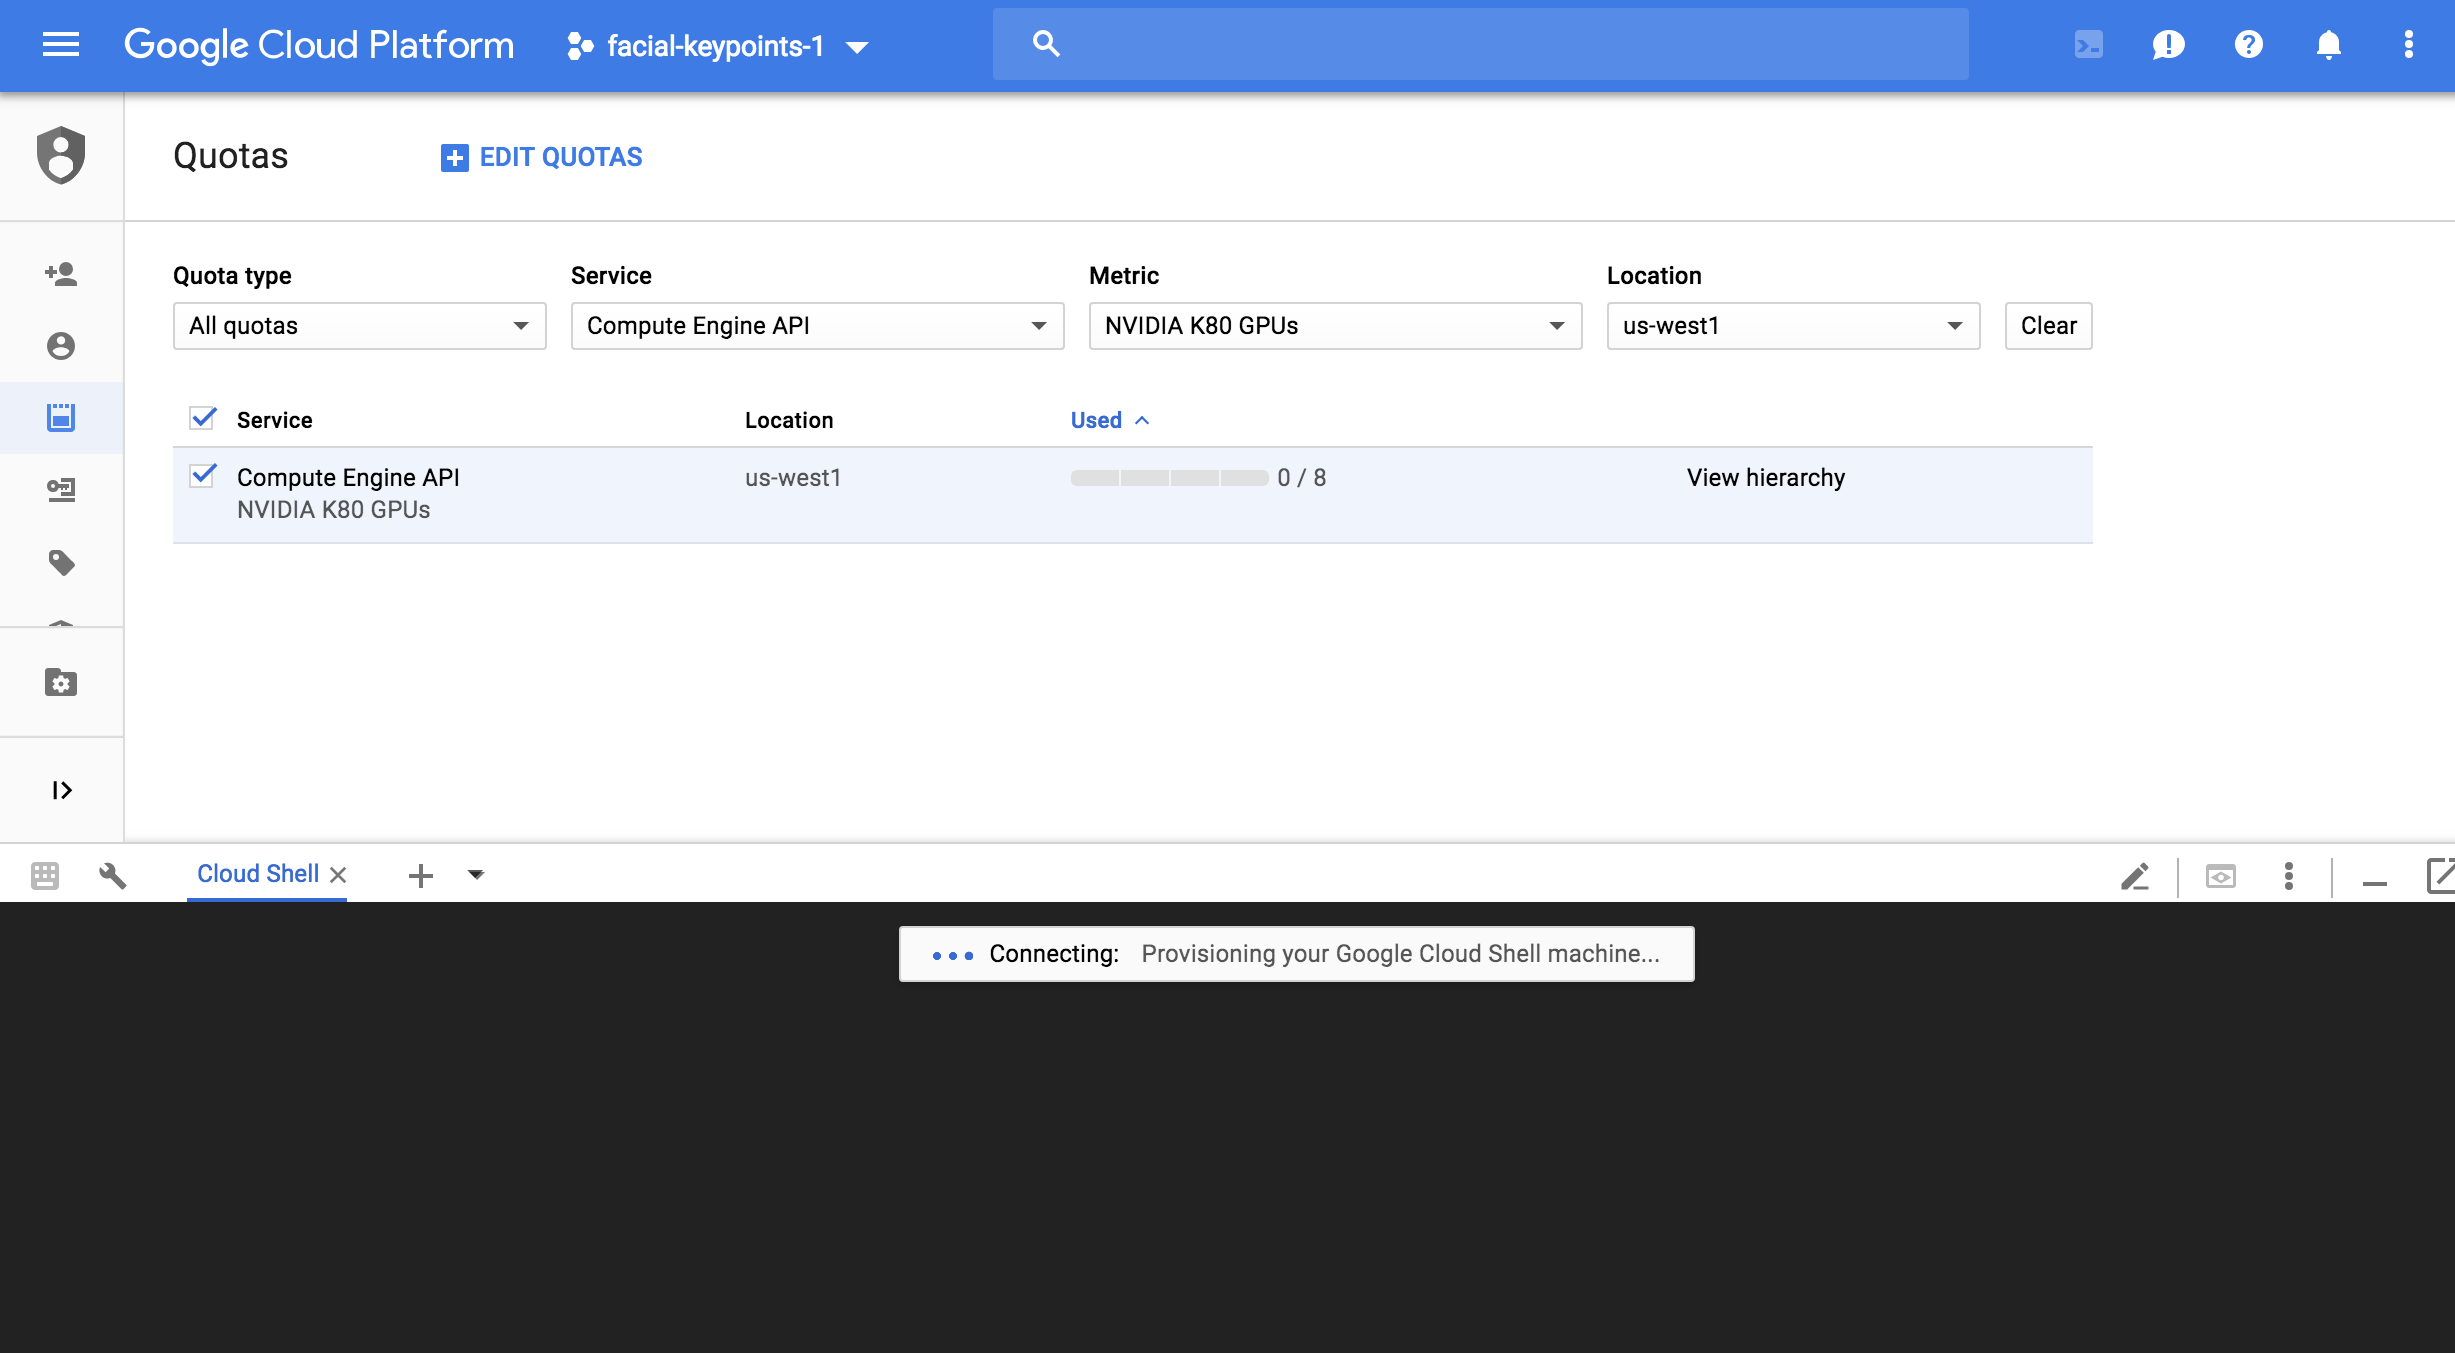 Google Cloud Platform facial-keypoints-1
Quotas EDIT QUOTAS
Quota type Service Metric Location
All quotas Compute Engine API NVIDIA K80 GPUs us-west1 Clear
Service Location Used
Compute Engine API us-west1 0 / 8 View hierarchy
NVIDIA K80 GPUs
Cloud Shell
Connecting: Provisioning your Google Cloud Shell machine...